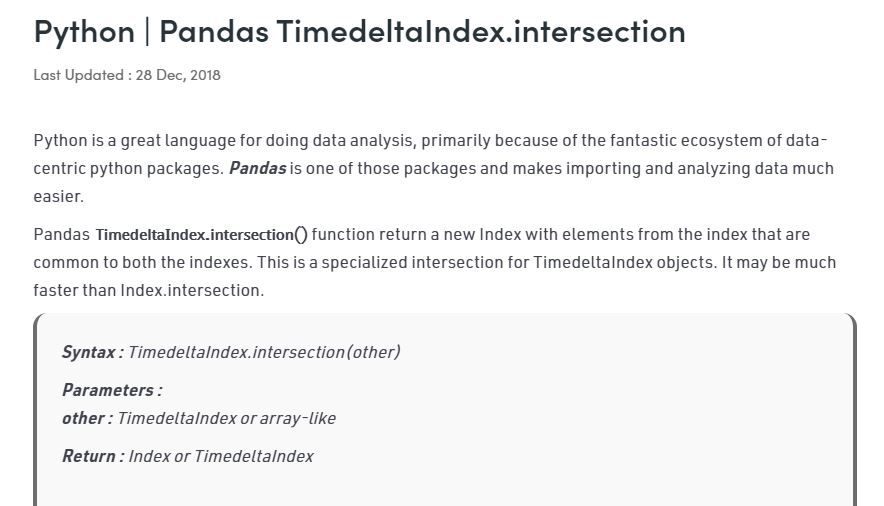 Python | Pandas TimedeltaIndex.intersection
Last Updated : 28 Dec, 2018
Python is a great language for doing data analysis, primarily because of the fantastic ecosystem of data-
centric python packages. Pandas is one of those packages and makes importing and analyzing data much
easier.
Pandas TimedeltaIndex.intersection() function return a new Index with elements from the index that are
common to both the indexes. This is a specialized intersection for TimedeltaIndex objects. It may be much
faster than Index.intersection.
Syntax : TimedeltaIndex.intersection(other)
Parameters :
other : TimedeltaIndex or array-like
Return : Index or TimedeltaIndex